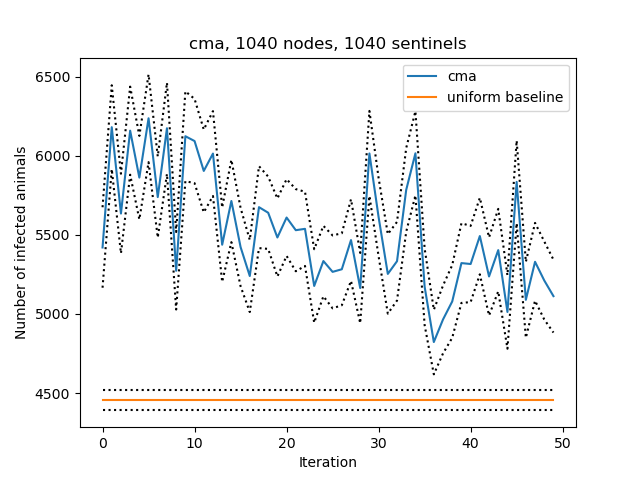 cma, 1040 nodes, 1040 sentinels
cma
uniform baseline
Number of infected animals
6500
6000
5500
5000
4500
0 10 20 30 40 50
Iteration